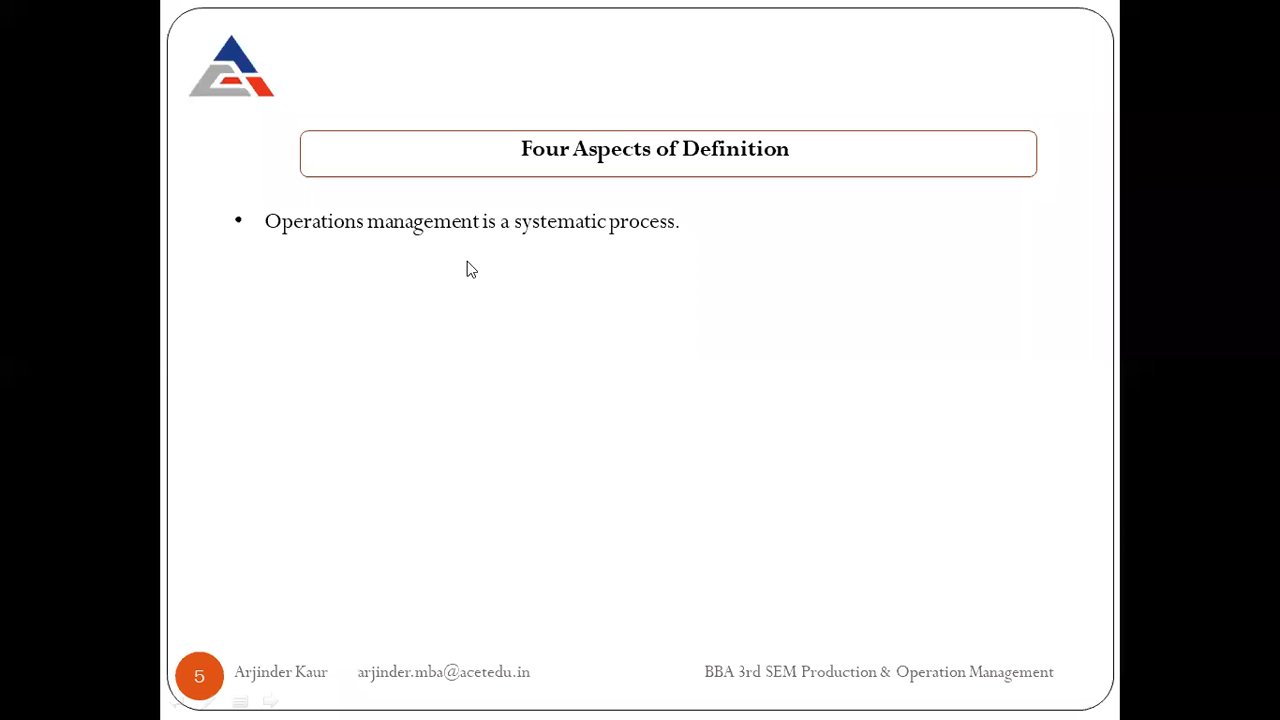 Four Aspects of Definition
• Operations management is a systematic process.
5 Arjinder Kaur arjinder.mba@acetedu.in BBA 3rd SEM Production & Operation Management